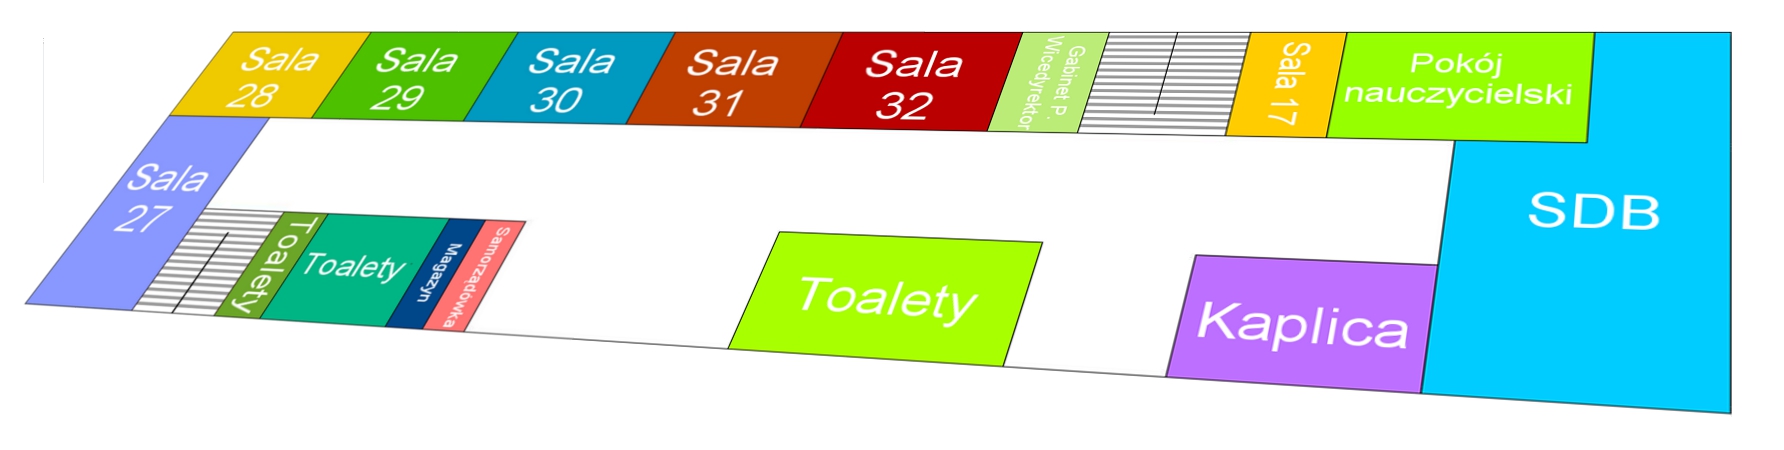 Sala
28
Sala
29
Sala
30
Sala
31
Sala
32
Gabinet p.
Wicedyrektor
Sala 17
Pokój
nauczycielski
SDB
Sala
27
Toalety
Toalety
Magazyn
Samorządówka
Toalety
Kaplica